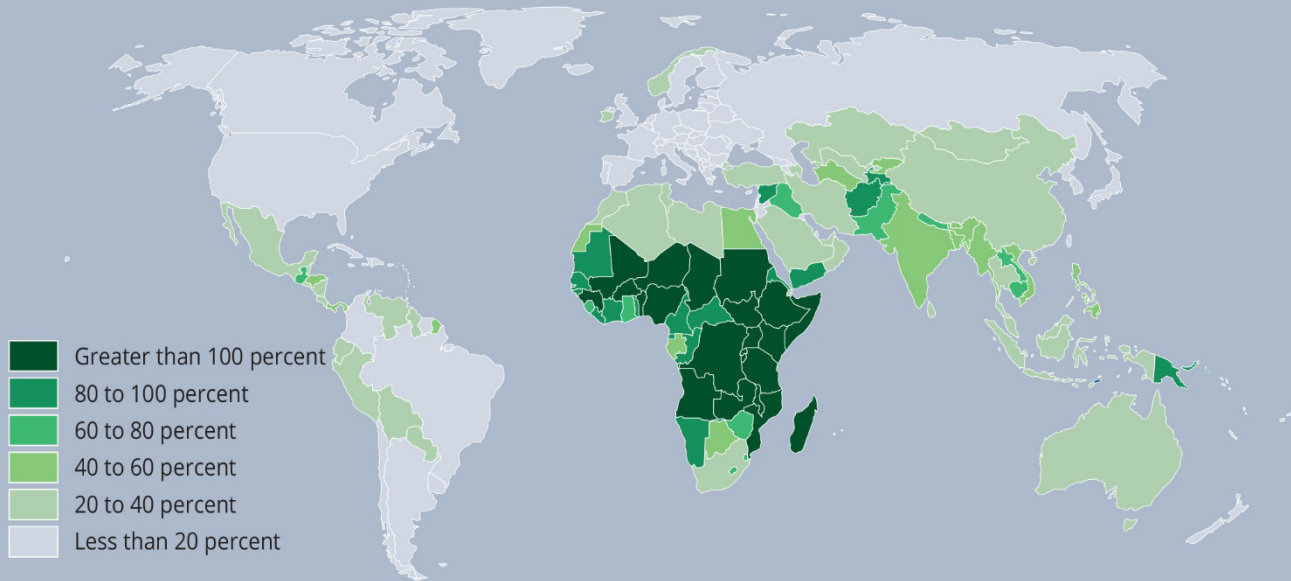 Greater than 100 percent
80 to 100 percent
60 to 80 percent
40 to 60 percent
20 to 40 percent
Less than 20 percent